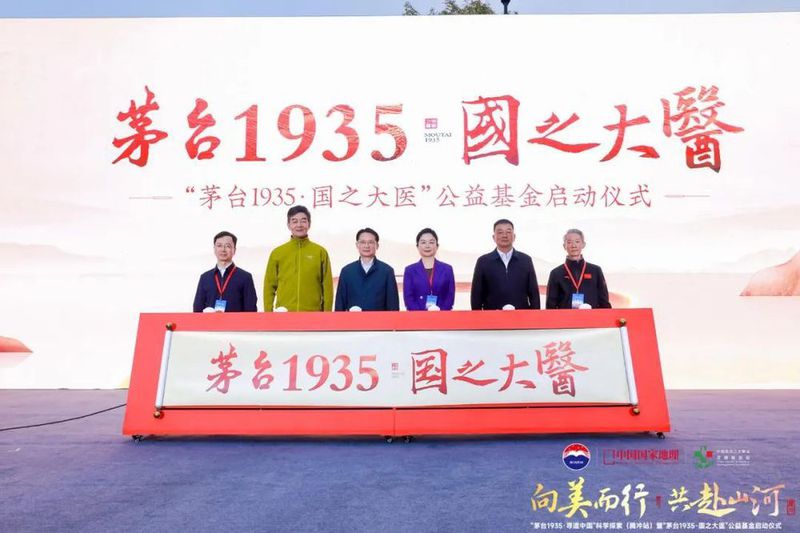 茅台1935·國之大醫
MOUTAI
1935
“茅台1935·国之大医”公益基金启动仪式
茅台1935·国之大醫
MOUTAI
中国国家地理
向美而行 共赴山河
“茅台1935·寻道中国”科学探索(腾冲站)暨“茅台1935·国之大医”公益基金启动仪式